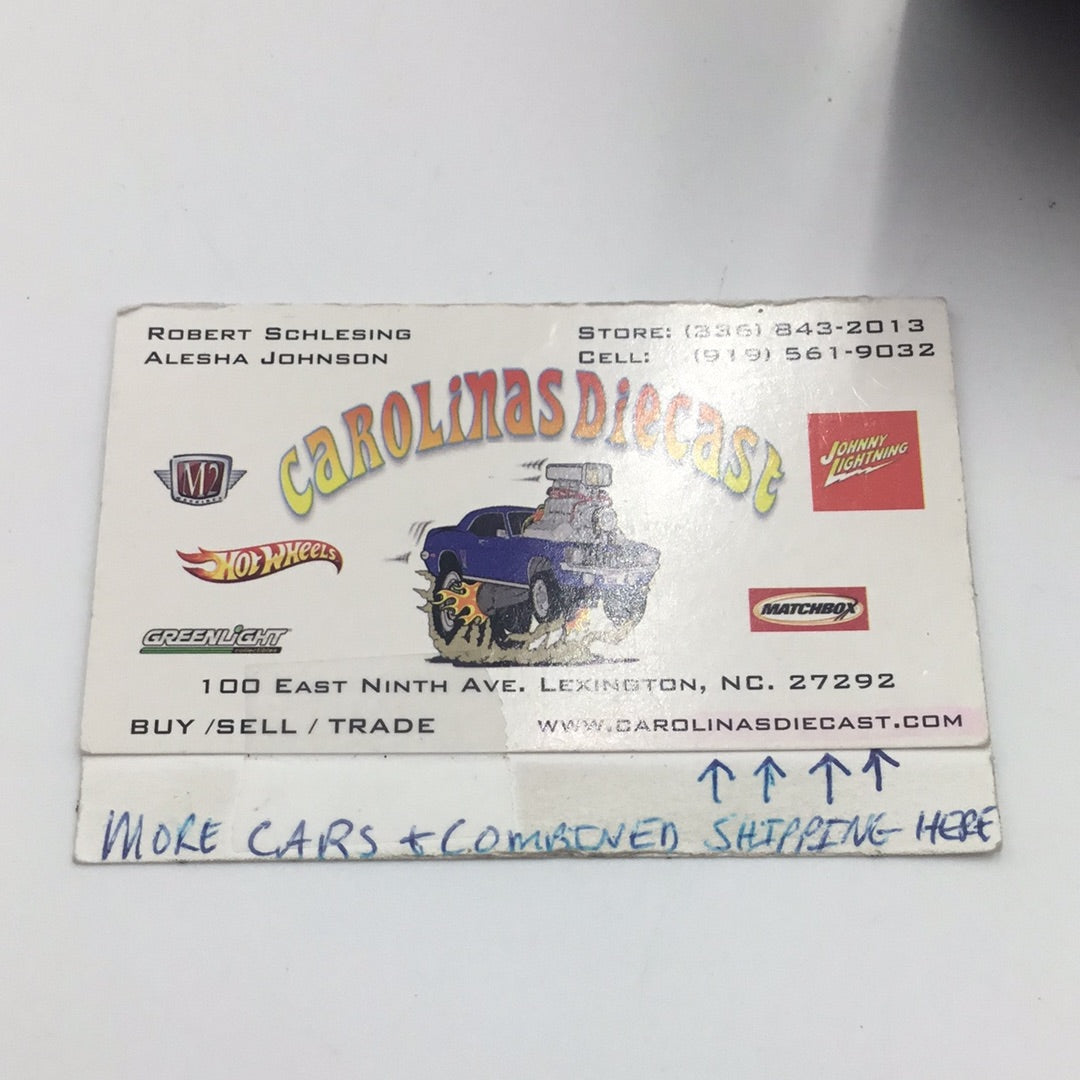 ROBERT SCHLESING
ALESHA JOHNSON
STORE: (336) 843-2013
CELL: (919) 561-9032
CAROLINAS DIECAST
M2
MACHINES
JOHNNY
LIGHTNING
HOT WHEELS
MATCHBOX
GREENLIGHT
collectibles
100 EAST NINTH AVE. LEXINGTON, NC. 27292
BUY /SELL / TRADE
WWW.CAROLINASDIECAST.COM
MORE CARS + COMBINED SHIPPING HERE